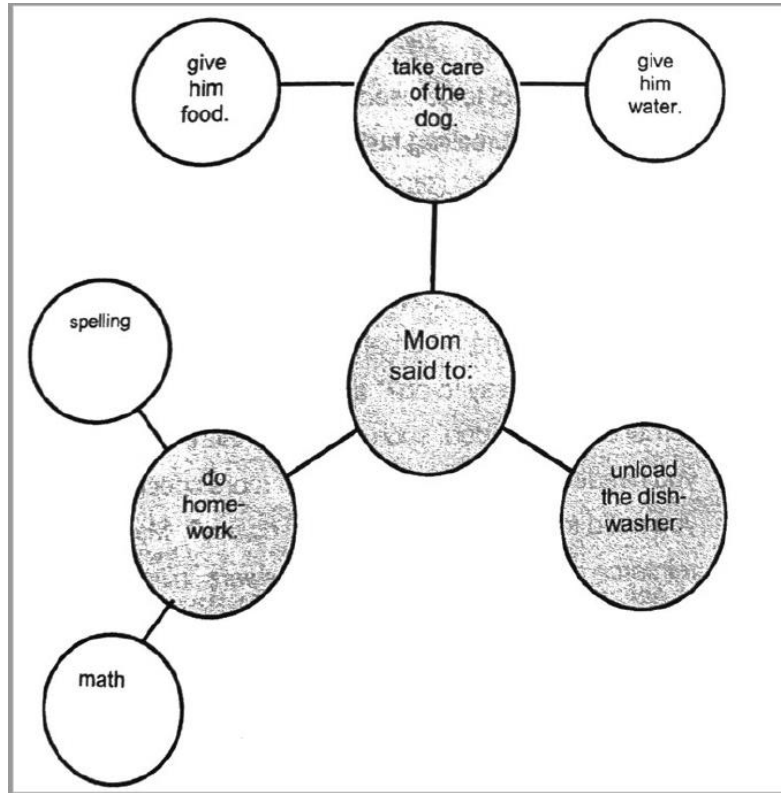 give
him
food.
take care
of the
dog.
give
him
water.
Mom
said to:
spelling
do
home-
work.
unload
the dish-
washer.
math